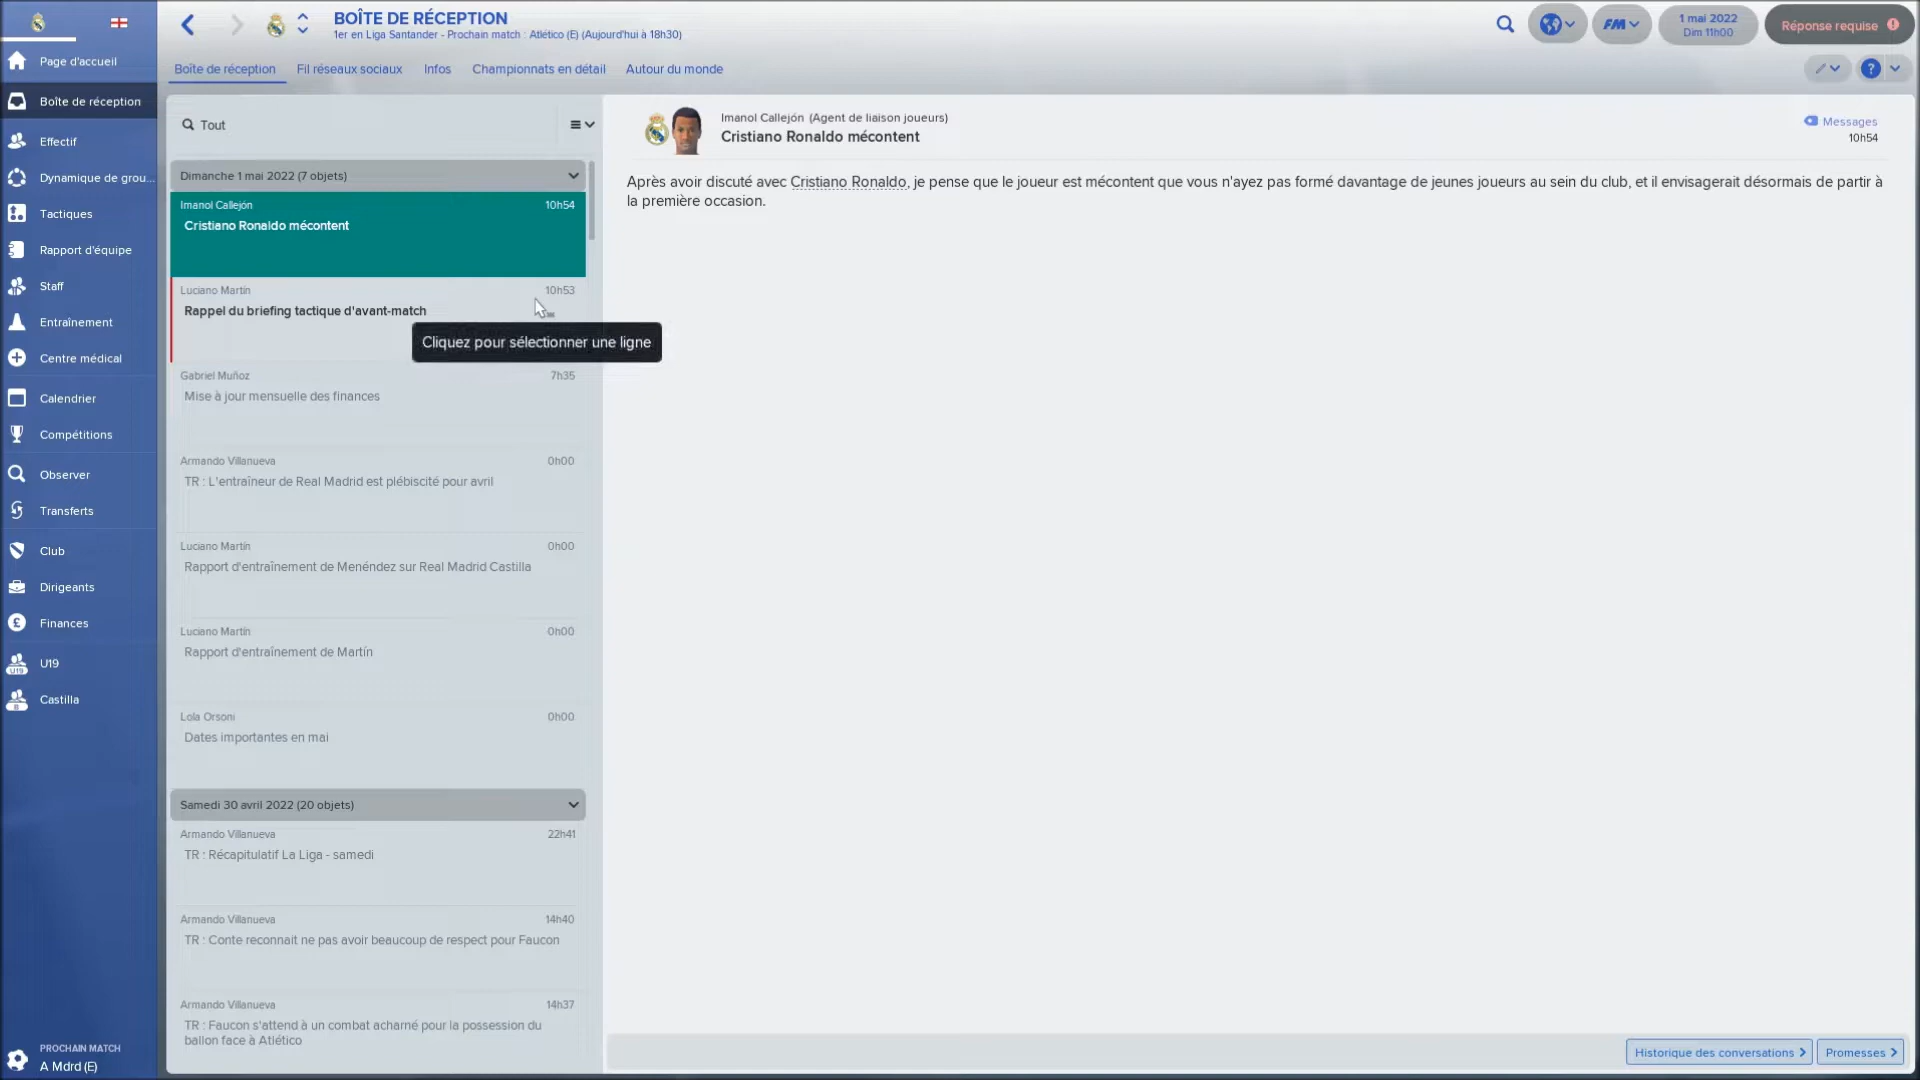 BOÎTE DE RÉCEPTION
1er en Liga Santander - Prochain match : Atlético (E) (Aujourd'hui à 18h30)
FM
1 mai 2022
Dim 11h00
Réponse requise
Boîte de réception
Fil réseaux sociaux
Infos
Championnats en détail
Autour du monde
?
Page d'accueil
Boîte de réception
Effectif
Dynamique de grou...
Tactiques
Rapport d'équipe
Staff
Entraînement
Centre médical
Calendrier
Compétitions
Observer
Transferts
Club
Dirigeants
Finances
U19
Castilla
PROCHAIN MATCH
A Mdrd (E)
Tout
Dimanche 1 mai 2022 (7 objets)
Imanol Callejón 10h54
Cristiano Ronaldo mécontent
Luciano Martín 10h53
Rappel du briefing tactique d'avant-match
Cliquez pour sélectionner une ligne
Gabriel Muñoz 7h35
Mise à jour mensuelle des finances
Armando Villanueva 0h00
TR : L'entraîneur de Real Madrid est plébiscité pour avril
Luciano Martín 0h00
Rapport d'entraînement de Menéndez sur Real Madrid Castilla
Luciano Martín 0h00
Rapport d'entraînement de Martín
Lola Orsoni 0h00
Dates importantes en mai
Samedi 30 avril 2022 (20 objets)
Armando Villanueva 22h41
TR : Récapitulatif La Liga - samedi
Armando Villanueva 14h40
TR : Conte reconnait ne pas avoir beaucoup de respect pour Faucon
Armando Villanueva 14h37
TR : Faucon s'attend à un combat acharné pour la possession du
ballon face à Atlético
Imanol Callejón (Agent de liaison joueurs)
Cristiano Ronaldo mécontent
Messages
10h54
Après avoir discuté avec Cristiano Ronaldo, je pense que le joueur est mécontent que vous n'ayez pas formé davantage de jeunes joueurs au sein du club, et il envisagerait désormais de partir à
la première occasion.
Historique des conversations
Promesses